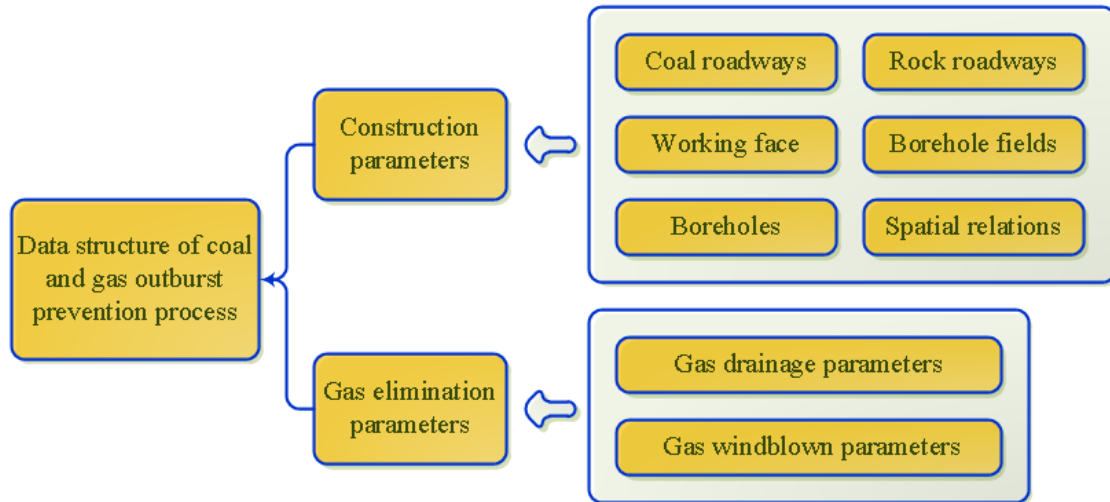 Data structure of coal
and gas outburst
prevention process
Construction
parameters
Coal roadways
Rock roadways
Working face
Borehole fields
Boreholes
Spatial relations
Gas elimination
parameters
Gas drainage parameters
Gas windblown parameters